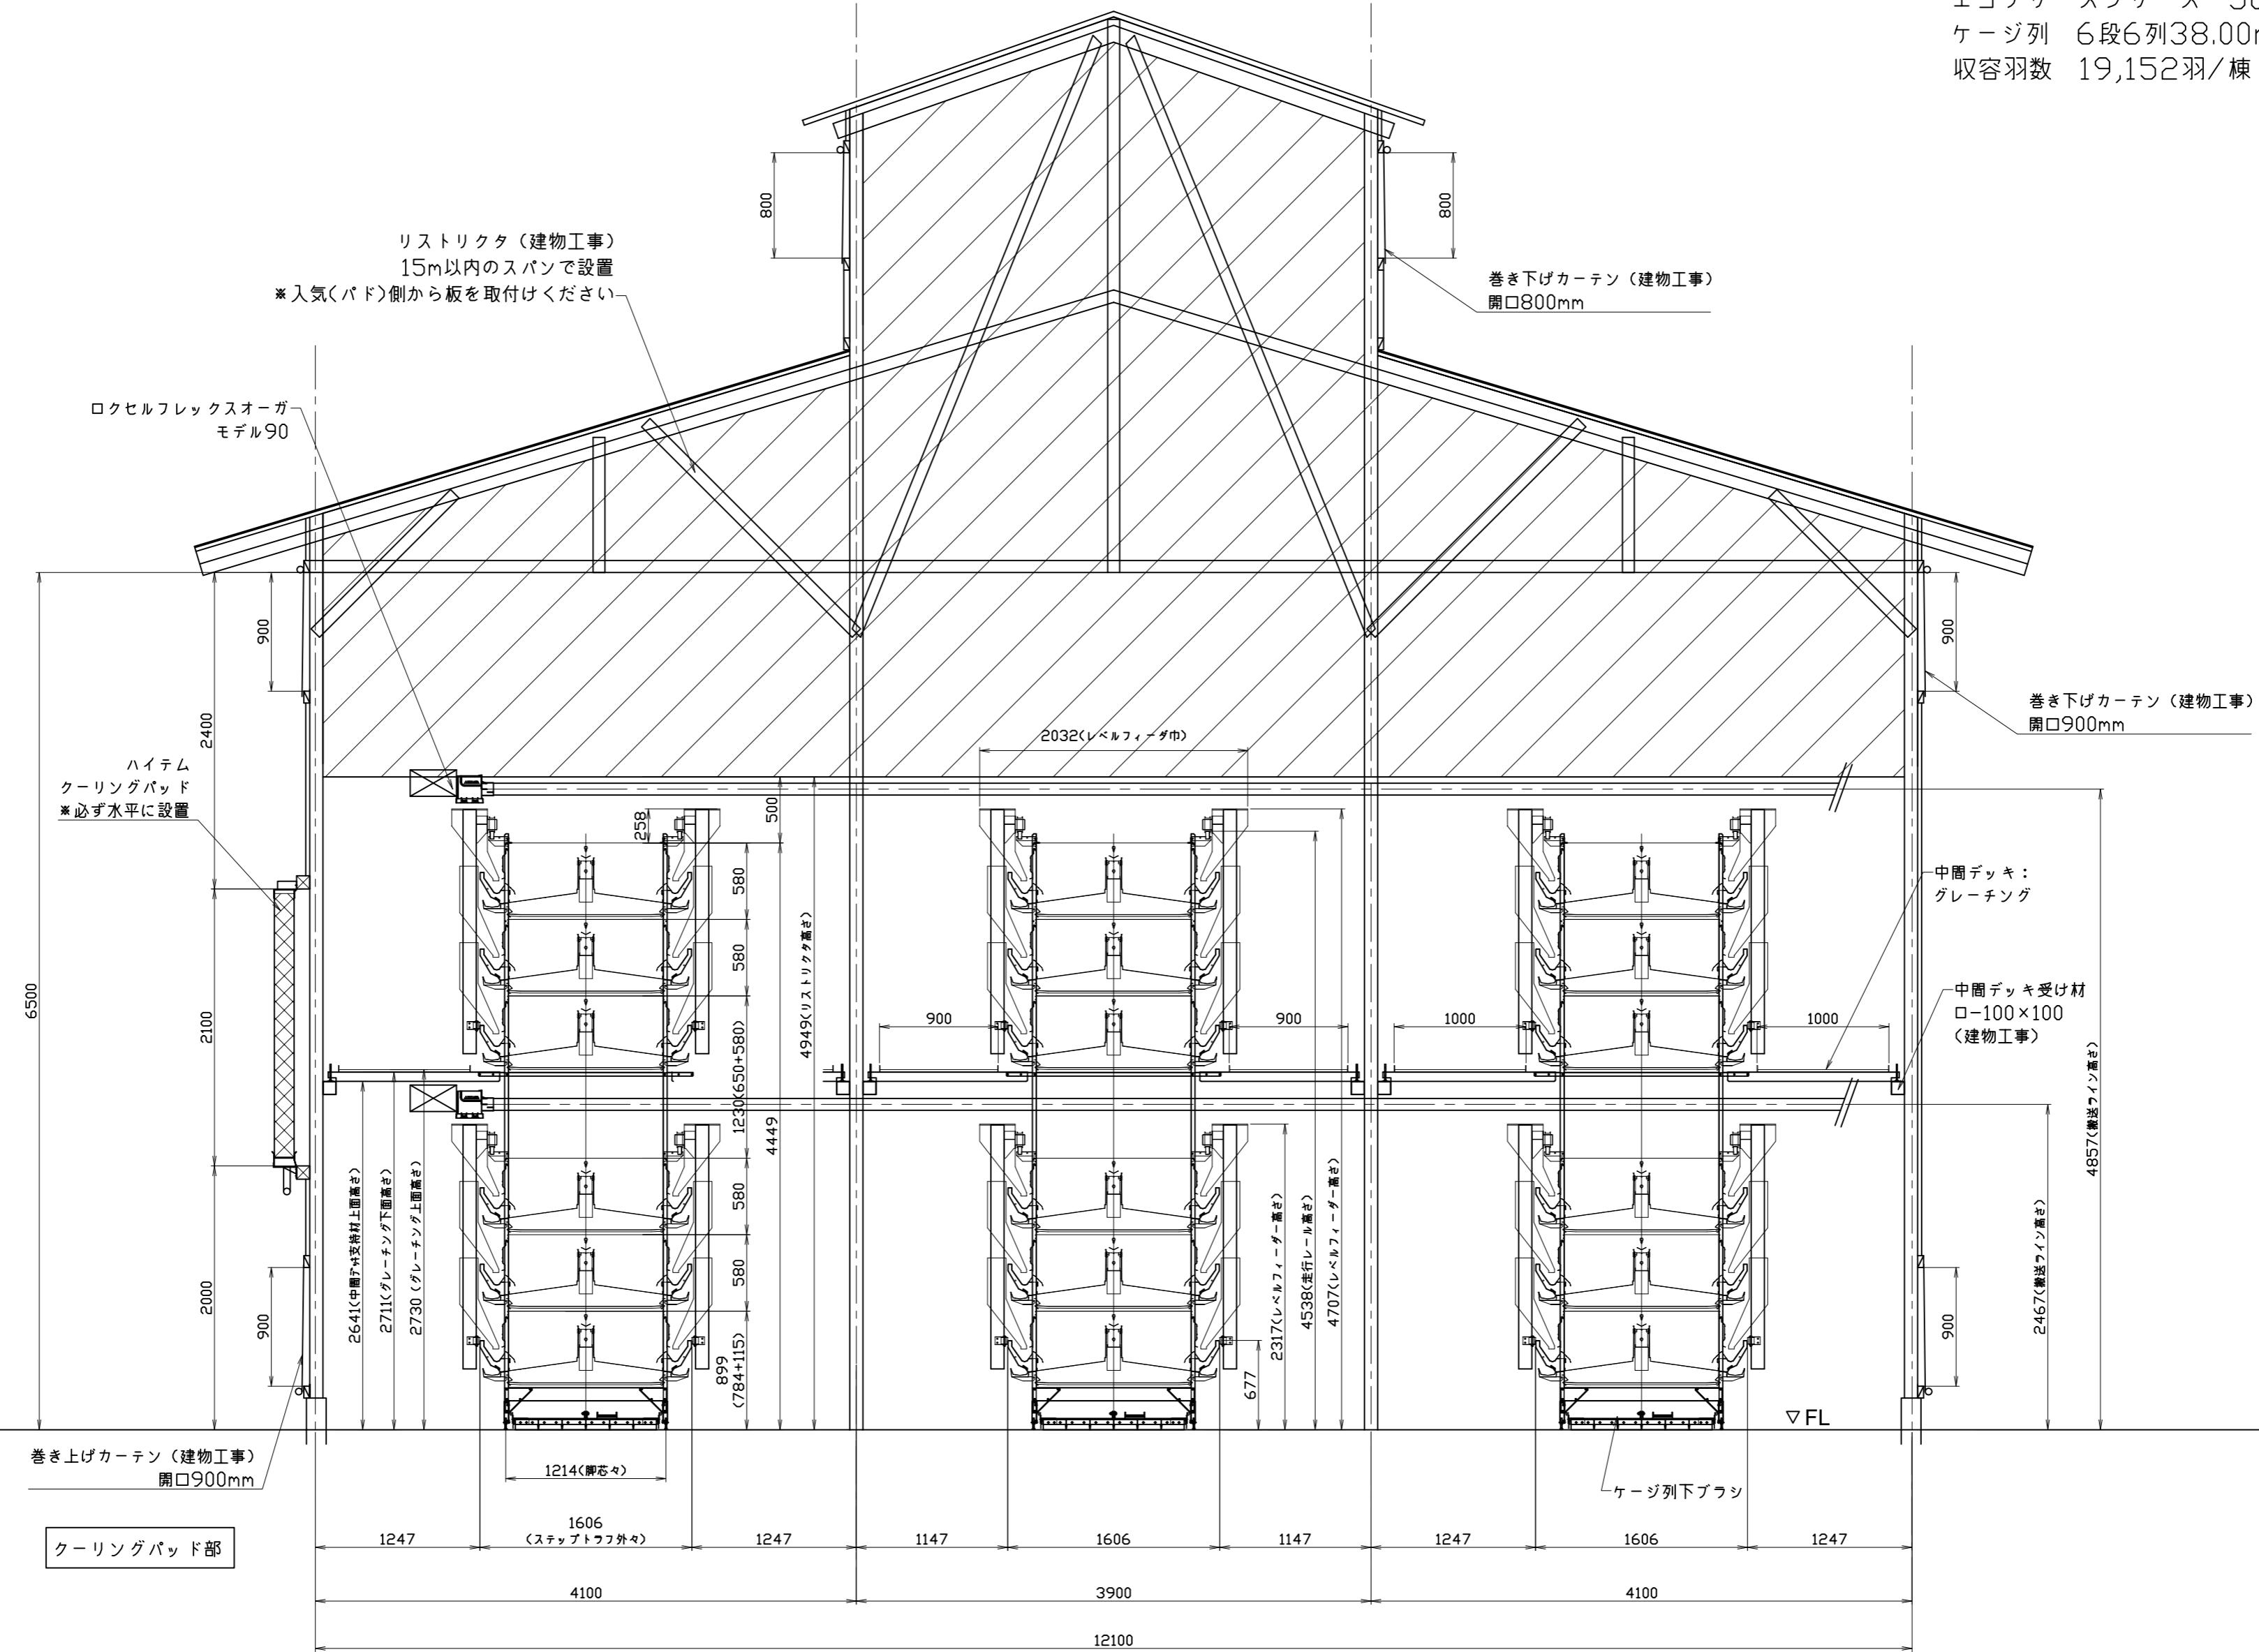 ケージ列 6段6列38.00
収容羽数 19,152羽/棟
800
800
リストリクタ（建物工事）
15m以内のスパンで設置
※入気(パド)側から板を取付けください
巻き下げカーテン（建物工事）
開口800mm
ロクセルフレックスオーガ
モデル90
6500
2400
900
900
巻き下げカーテン（建物工事）
開口900mm
ハイテム
クーリングパッド
※必ず水平に設置
2032(レベルフィーダ巾)
258
500
中間デッキ：
グレーチング
580
580
4949(リストリクタ高さ)
2100
900
900
1000
1000
中間デッキ受け材
ロ-100×100
（建物工事）
1230(650+580)
4449
4857(搬送ライン高さ)
2641(中間デッキ支持材上面高さ)
2711(グレーチング下面高さ)
2730(グレーチング上面高さ)
580
580
899
(784+115)
2317(レベルフィーダー高さ)
4538(走行レール高さ)
4707(レベルフィーダー高さ)
677
2467(搬送ライン高さ)
2000
900
900
▽FL
巻き上げカーテン（建物工事）
開口900mm
1214(脚芯々)
ケージ列下ブラシ
クーリングパッド部
1247
1606
(ステップトラフ外々)
1247
1147
1606
1147
1247
1606
1247
4100
3900
4100
12100